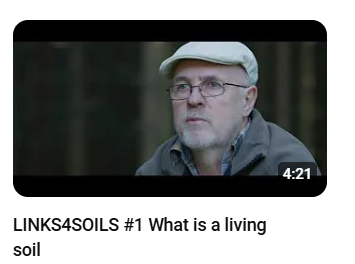 4:21
LINKS4SOILS #1 What is a living
soil